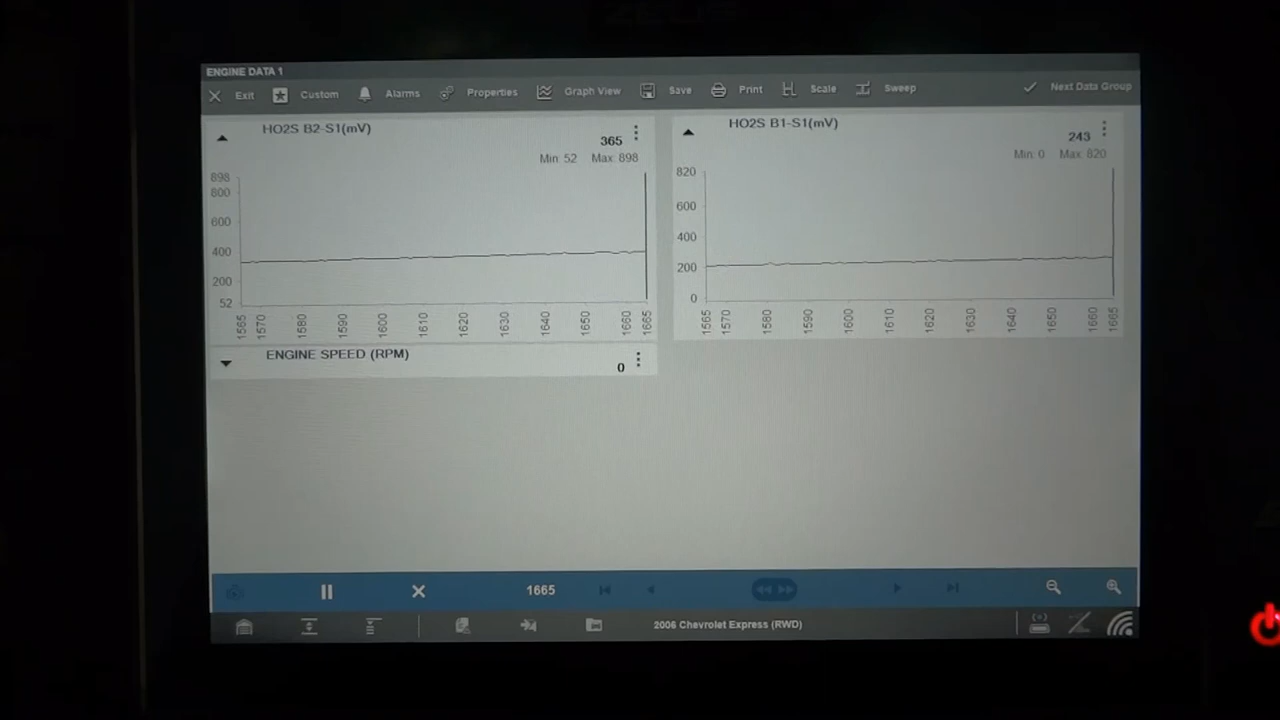 ENGINE DATA 1
Exit Custom Alarms Properties Graph View Save Print Scale Sweep Next Data Group
HO2S B2-S1(mV)
365
Min: 52 Max: 898
898
800
600
400
200
52
1565 1570 1580 1590 1600 1610 1620 1630 1640 1650 1660 1665
HO2S B1-S1(mV)
243
Min: 0 Max: 820
820
600
400
200
0
1565 1570 1580 1590 1600 1610 1620 1630 1640 1650 1660 1665
ENGINE SPEED (RPM)
0
1665
2006 Chevrolet Express (RWD)